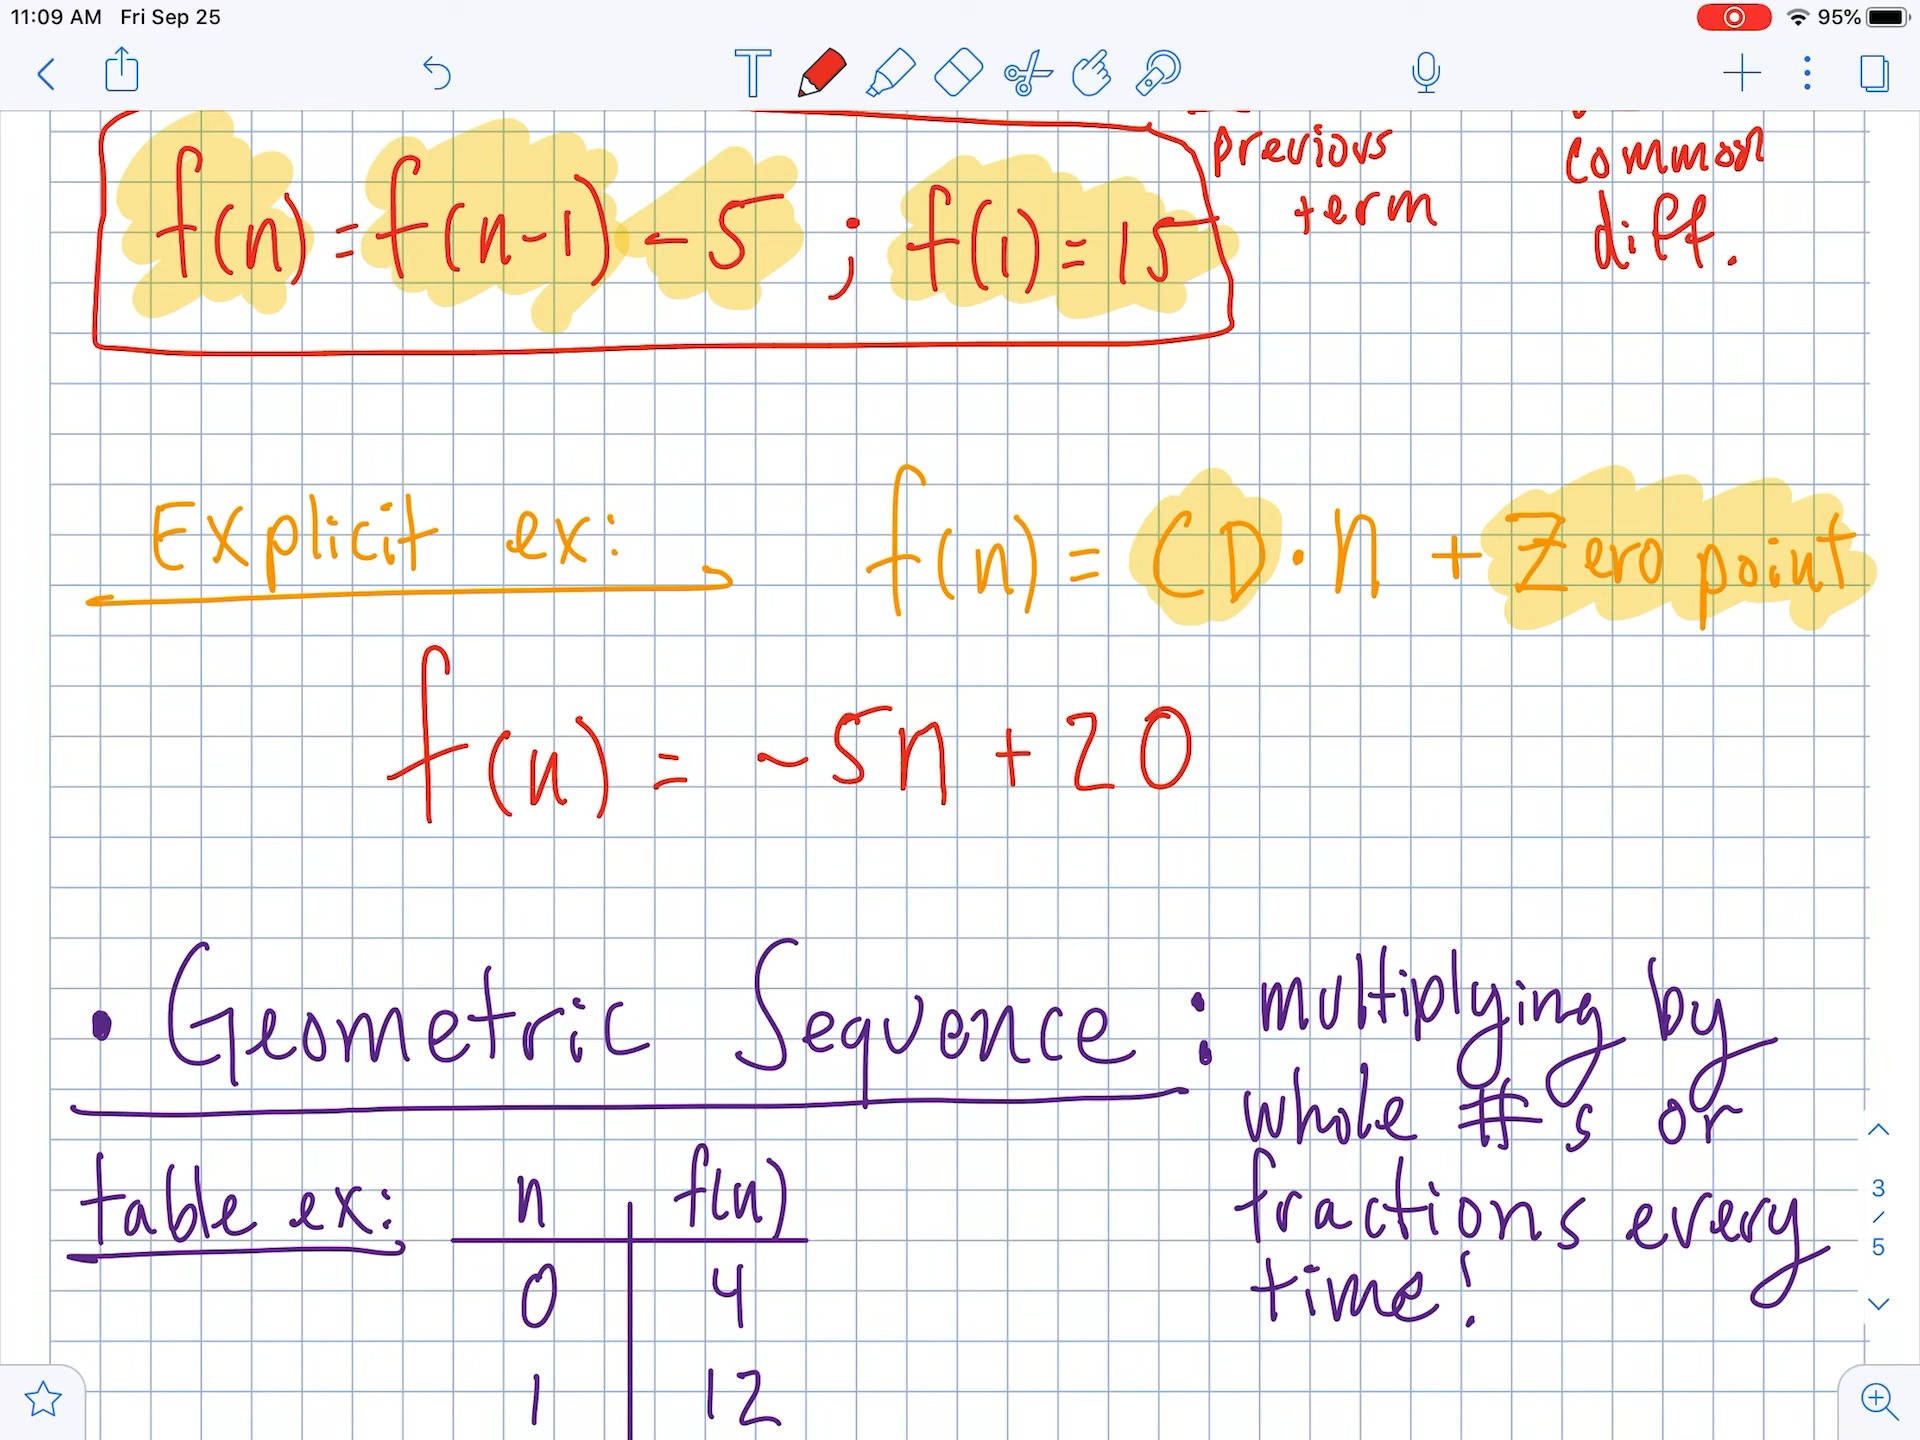 11:09 AM Fri Sep 25
95%
T
previous
term
common
diff.
f(n) = f(n-1) - 5 ; f(1) = 15
Explicit ex:
f(n) = CD · n + Zero point
f(n) = -5n + 20
• Geometric Sequence :
multiplying by
whole #s or
fractions every
time!
table ex:
n f(n)
0 4
1 12
3
/
5